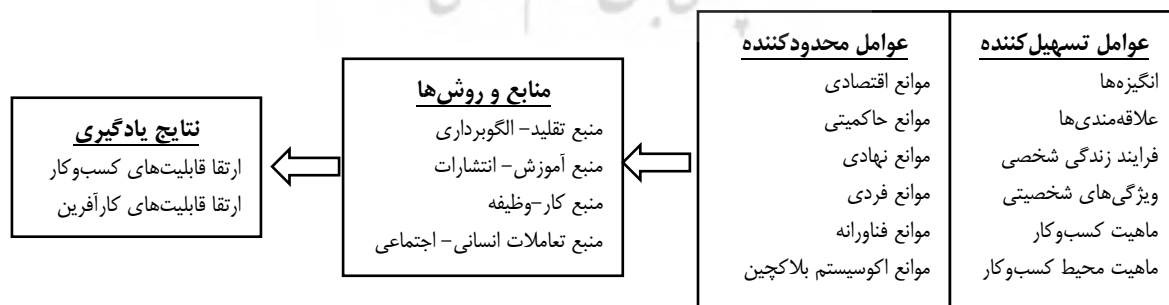 عوامل تسهیل‌کننده
انگیزه‌ها
علاقه‌مندی‌ها
فرایند زندگی شخصی
ویژگی‌های شخصیتی
ماهیت کسب‌وکار
ماهیت محیط کسب‌وکار
عوامل محدودکننده
موانع اقتصادی
موانع حاکمیتی
موانع نهادی
موانع فردی
موانع فناورانه
موانع اکوسیستم بلاکچین
منابع و روش‌ها
منبع تقلید- الگوبرداری
منبع آموزش- انتشارات
منبع کار-وظیفه
منبع تعاملات انسانی- اجتماعی
نتایج یادگیری
ارتقا قابلیت‌های کسب‌وکار
ارتقا قابلیت‌های کارآفرین